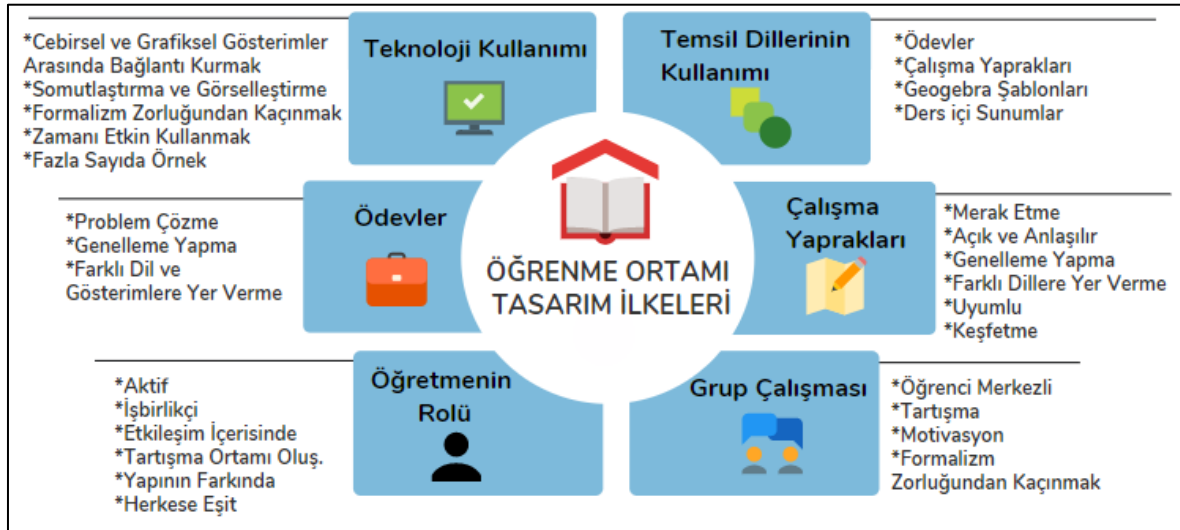 Teknoloji Kullanımı
*Cebirsel ve Grafiksel Gösterimler
Arasında Bağlantı Kurmak
*Somutlaştırma ve Görselleştirme
*Formalizm Zorluğundan Kaçınmak
*Zamanı Etkin Kullanmak
*Fazla Sayıda Örnek
Temsil Dillerinin
Kullanımı
*Ödevler
*Çalışma Yaprakları
*Geogebra Şablonları
*Ders içi Sunumlar
ÖĞRENME ORTAMI
TASARIM İLKELERİ
Ödevler
*Problem Çözme
*Genelleme Yapma
*Farklı Dil ve
Gösterimlere Yer Verme
Çalışma
Yaprakları
*Merak Etme
*Açık ve Anlaşılır
*Genelleme Yapma
*Farklı Dillere Yer Verme
*Uyumlu
*Keşfetme
Öğretmenin
Rolü
*Aktif
*İşbirlikçi
*Etkileşim İçerisinde
*Tartışma Ortamı Oluş.
*Yapının Farkında
*Herkese Eşit
Grup Çalışması
*Öğrenci Merkezli
*Tartışma
*Motivasyon
*Formalizm
Zorluğundan Kaçınmak